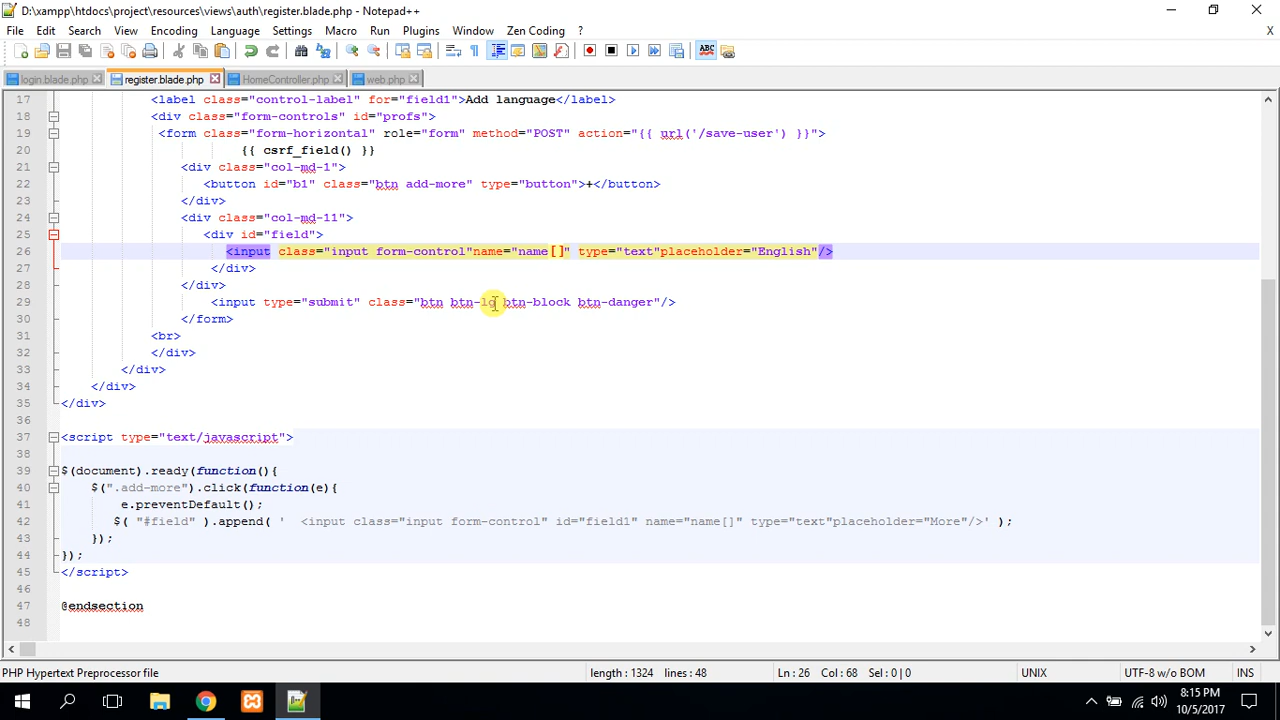 D:\xampp\htdocs\project\resources\views\auth\register.blade.php - Notepad++
File Edit Search View Encoding Language Settings Macro Run Plugins Window Zen Coding ? X
login.blade.php register.blade.php HomeController.php web.php
17 <label class="control-label" for="field1">Add language</label>
18 <div class="form-controls" id="profs">
19 <form class="form-horizontal" role="form" method="POST" action="{{ url('/save-user') }}">
20 {{ csrf_field() }}
21 <div class="col-md-1">
22 <button id="b1" class="btn add-more" type="button">+</button>
23 </div>
24 <div class="col-md-11">
25 <div id="field">
26 <input class="input form-control"name="name[]" type="text"placeholder="English"/>
27 </div>
28 </div>
29 <input type="submit" class="btn btn-lg btn-block btn-danger"/>
30 </form>
31 <br>
32 </div>
33 </div>
34 </div>
35 </div>
36
37 <script type="text/javascript">
38
39 $(document).ready(function(){
40 $(".add-more").click(function(e){
41 e.preventDefault();
42 $( "#field" ).append( ' <input class="input form-control" id="field1" name="name[]" type="text"placeholder="More"/>' );
43 });
44 });
45 </script>
46
47 @endsection
48
PHP Hypertext Preprocessor file length : 1324 lines : 48 Ln : 26 Col : 68 Sel : 0 | 0 UNIX UTF-8 w/o BOM INS
8:15 PM
10/5/2017